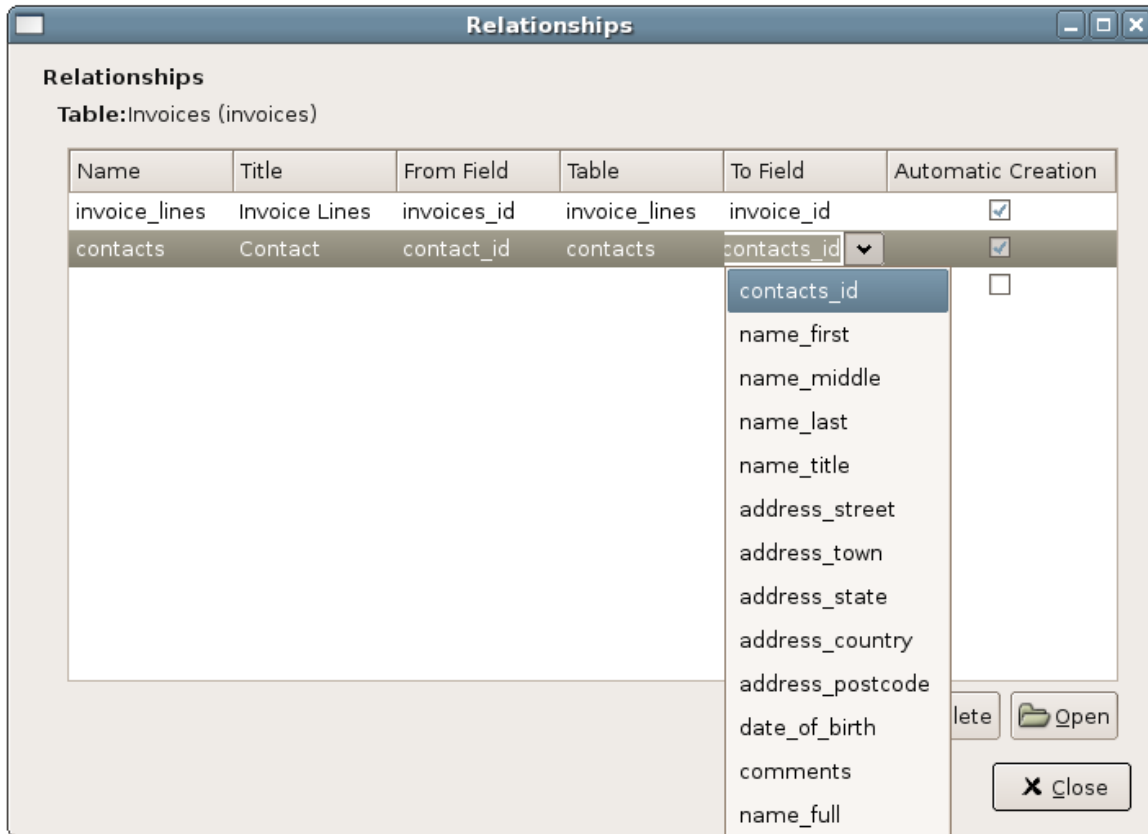 Relationships
Relationships
Table:Invoices (invoices)
Name Title From Field Table To Field Automatic Creation
invoice_lines Invoice Lines invoices_id invoice_lines invoice_id
contacts Contact contact_id contacts contacts_id
contacts_id
name_first
name_middle
name_last
name_title
address_street
address_town
address_state
address_country
address_postcode
lete Open
date_of_birth
comments
Close
name_full